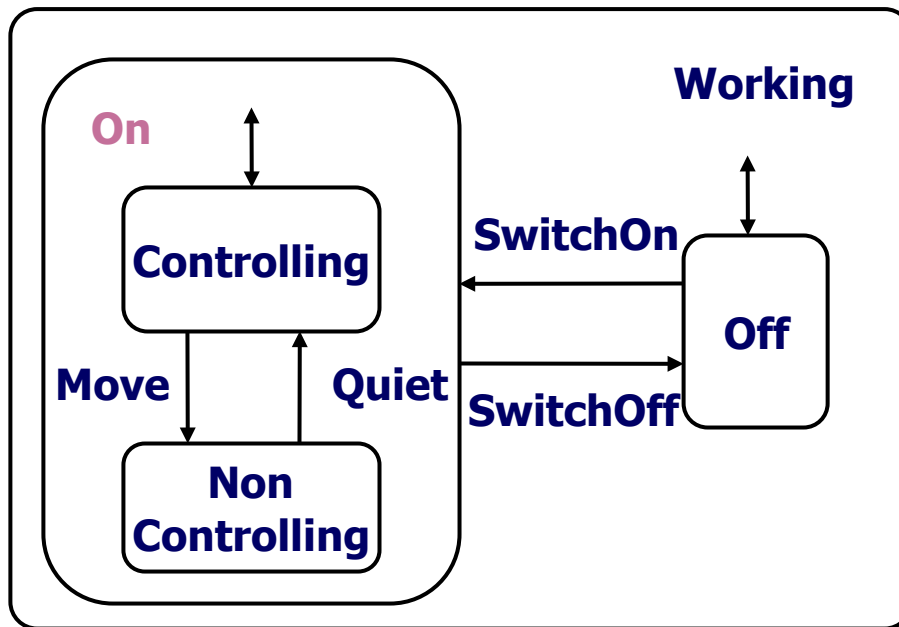 Working
On
Controlling
Move
Quiet
Non
Controlling
SwitchOn
SwitchOff
Off